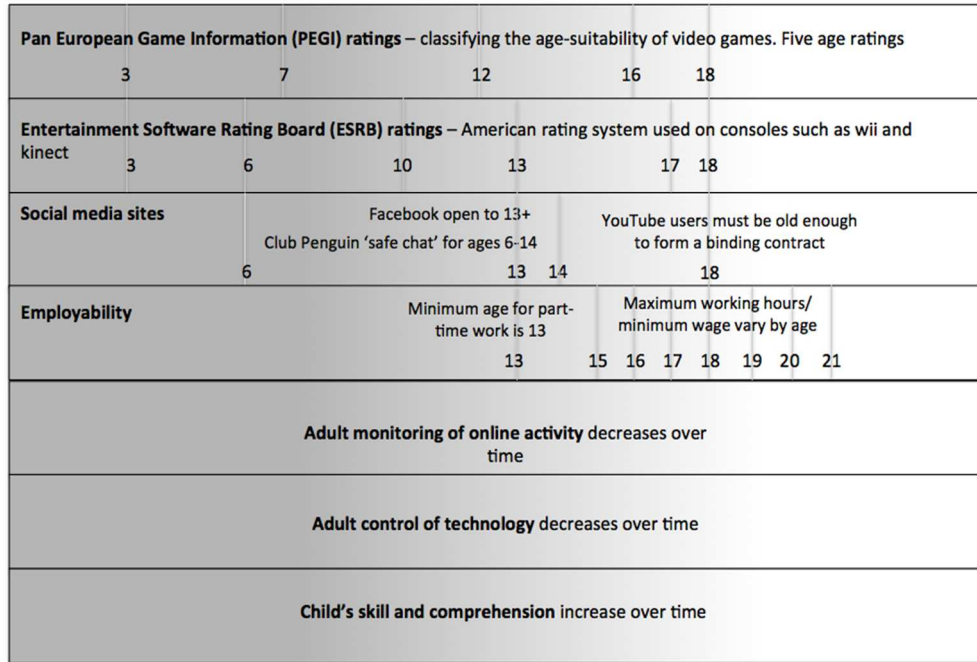 Pan European Game Information (PEGI) ratings – classifying the age-suitability of video games. Five age ratings
3 7 12 16 18
Entertainment Software Rating Board (ESRB) ratings – American rating system used on consoles such as wii and
kinect
3 6 10 13 17 18
Social media sites
Facebook open to 13+
Club Penguin ‘safe chat’ for ages 6-14
YouTube users must be old enough
to form a binding contract
6 13 14 18
Employability
Minimum age for part-
time work is 13
Maximum working hours/
minimum wage vary by age
13 15 16 17 18 19 20 21
Adult monitoring of online activity decreases over
time
Adult control of technology decreases over time
Child’s skill and comprehension increase over time